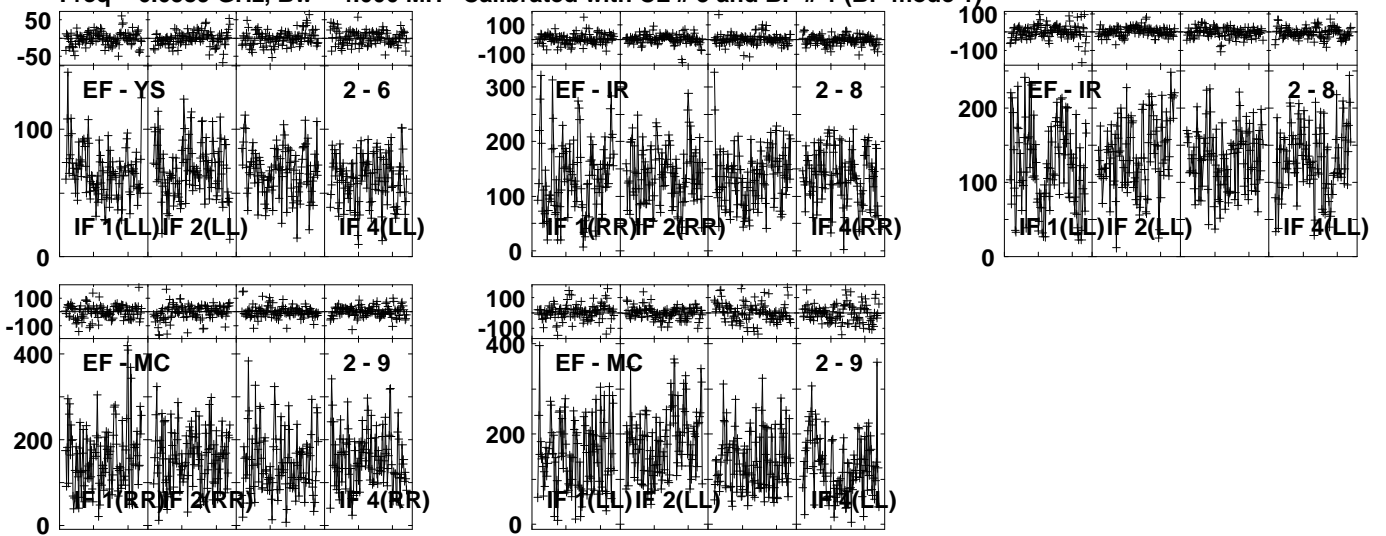 50
-50
EF - YS 2 - 6
100
IF 1(LL) IF 2(LL) IF 4(LL)
0
100
-100
300
EF - IR 2 - 8
200
100
IF 1(RR) IF 2(RR) IF 4(RR)
0
100
-100
EF - IR 2 - 8
200
100
IF 1(LL) IF 2(LL) IF 4(LL)
0
100
-100
400
EF - MC 2 - 9
200
IF 1(RR) IF 2(RR) IF 4(RR)
0
100
-100
400
EF - MC 2 - 9
200
IF 1(LL) IF 2(LL) IF 4(LL)
0